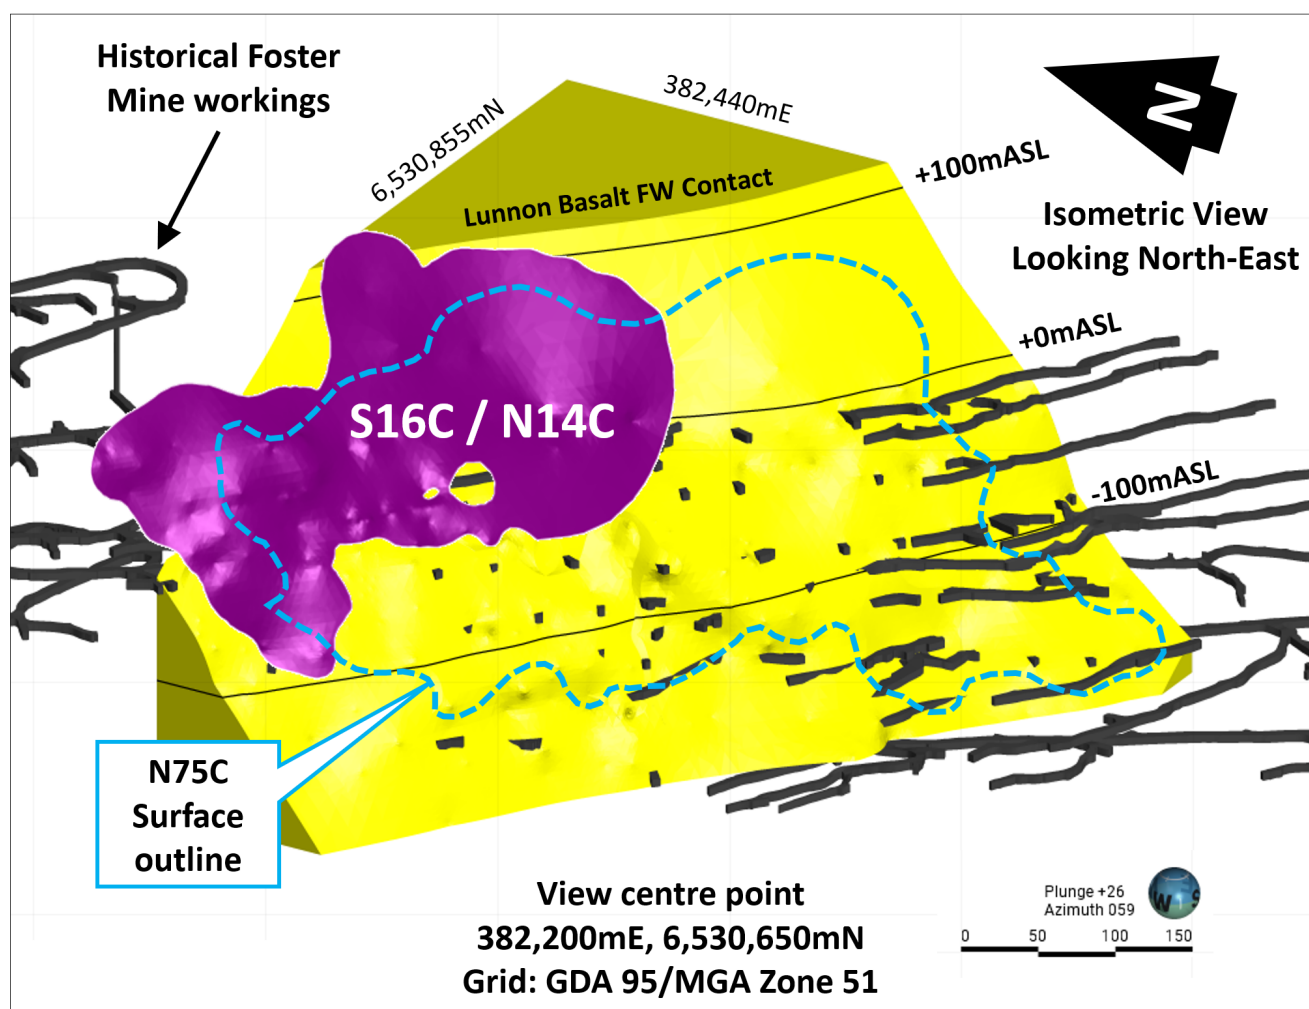 Historical Foster
Mine workings
6,530,855mN
382,440mE
Lunnon Basalt FW Contact
+100mASL
N
Isometric View
Looking North-East
+0mASL
S16C / N14C
-100mASL
N75C
Surface
outline
View centre point
382,200mE, 6,530,650mN
Grid: GDA 95/MGA Zone 51
Plunge +26
Azimuth 059
W S
0 50 100 150